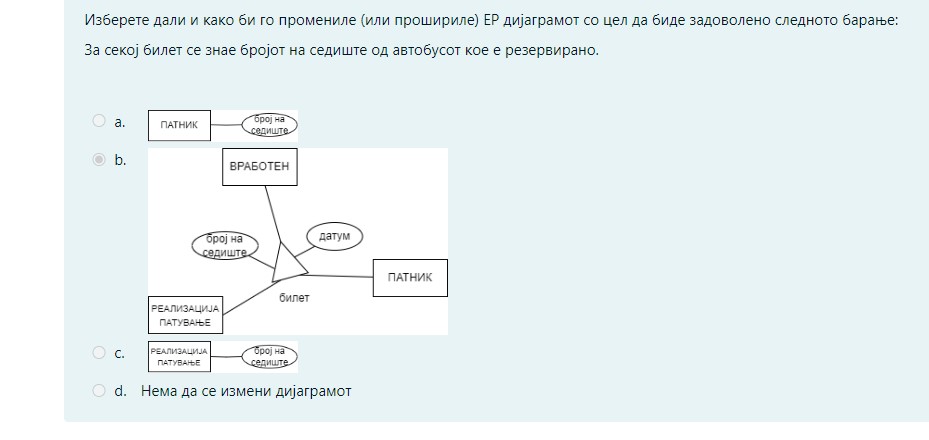 Изберете дали и како би го промениле (или прошириле) ЕР дијаграмот со цел да биде задоволено следното барање:
За секој билет се знае бројот на седиште од автобусот кое е резервирано.
a.
ПАТНИК
број на
седиште
b.
ВРАБОТЕН
број на
седиште
датум
ПАТНИК
билет
РЕАЛИЗАЦИЈА
ПАТУВАЊЕ
c.
РЕАЛИЗАЦИЈА
ПАТУВАЊЕ
број на
седиште
d. Нема да се измени дијаграмот